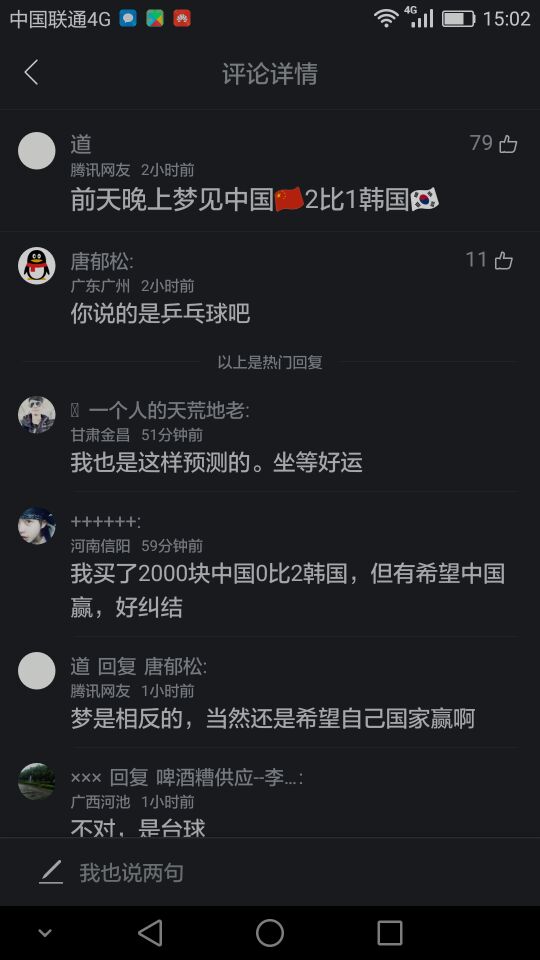 中国联通4G 4G 15:02
评论详情
道 79
腾讯网友 2小时前
前天晚上梦见中国🇨🇳2比1韩国🇰🇷
唐郁松: 11
广东广州 2小时前
你说的是乒乓球吧
以上是热门回复
一个人的天荒地老:
甘肃金昌 51分钟前
我也是这样预测的。坐等好运
++++++:
河南信阳 59分钟前
我买了2000块中国0比2韩国，但有希望中国
赢，好纠结
道 回复 唐郁松:
腾讯网友 1小时前
梦是相反的，当然还是希望自己国家赢啊
××× 回复 啤酒糟供应--李...:
广西河池 1小时前
不对，是台球
我也说两句